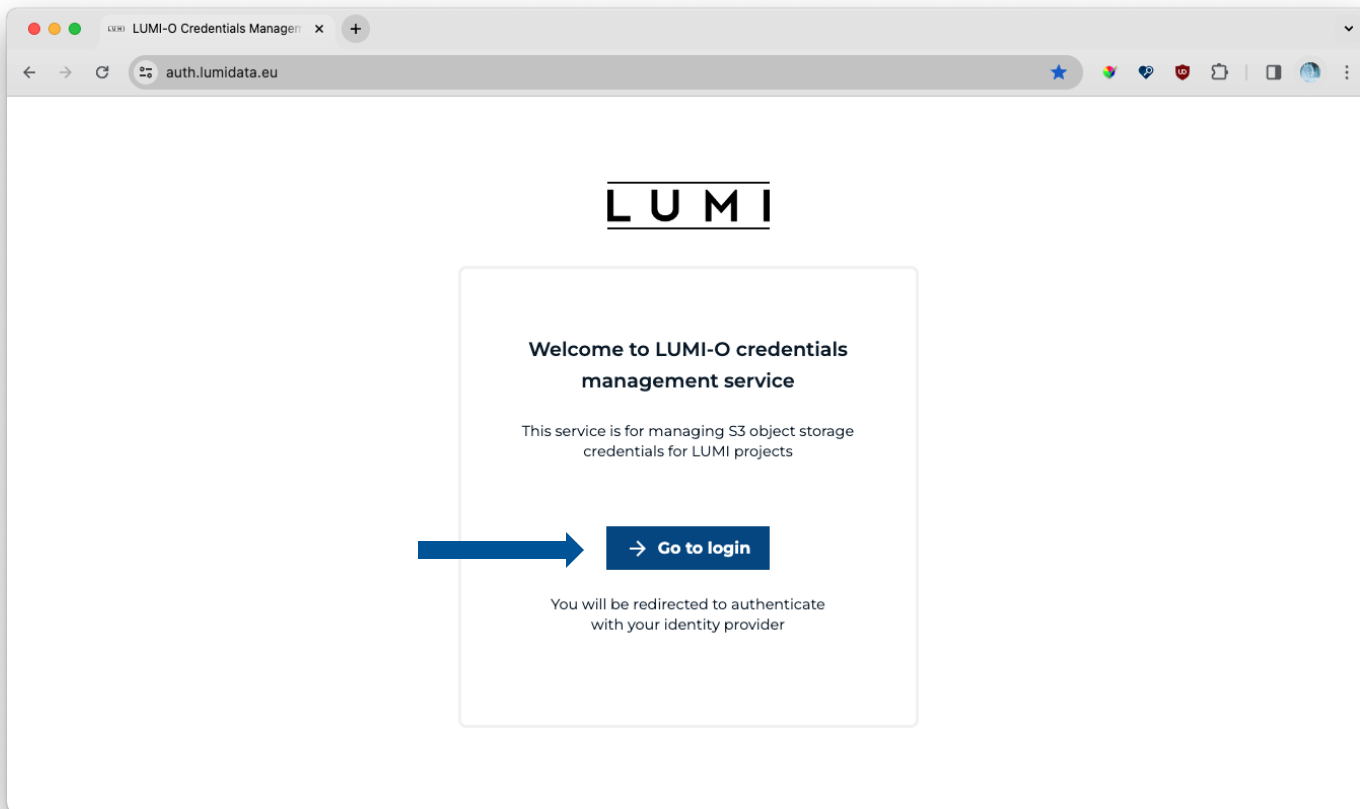 LUMI LUMI-O Credentials Managem
auth.lumidata.eu
LUMI
Welcome to LUMI-O credentials
management service
This service is for managing S3 object storage
credentials for LUMI projects
Go to login
You will be redirected to authenticate
with your identity provider